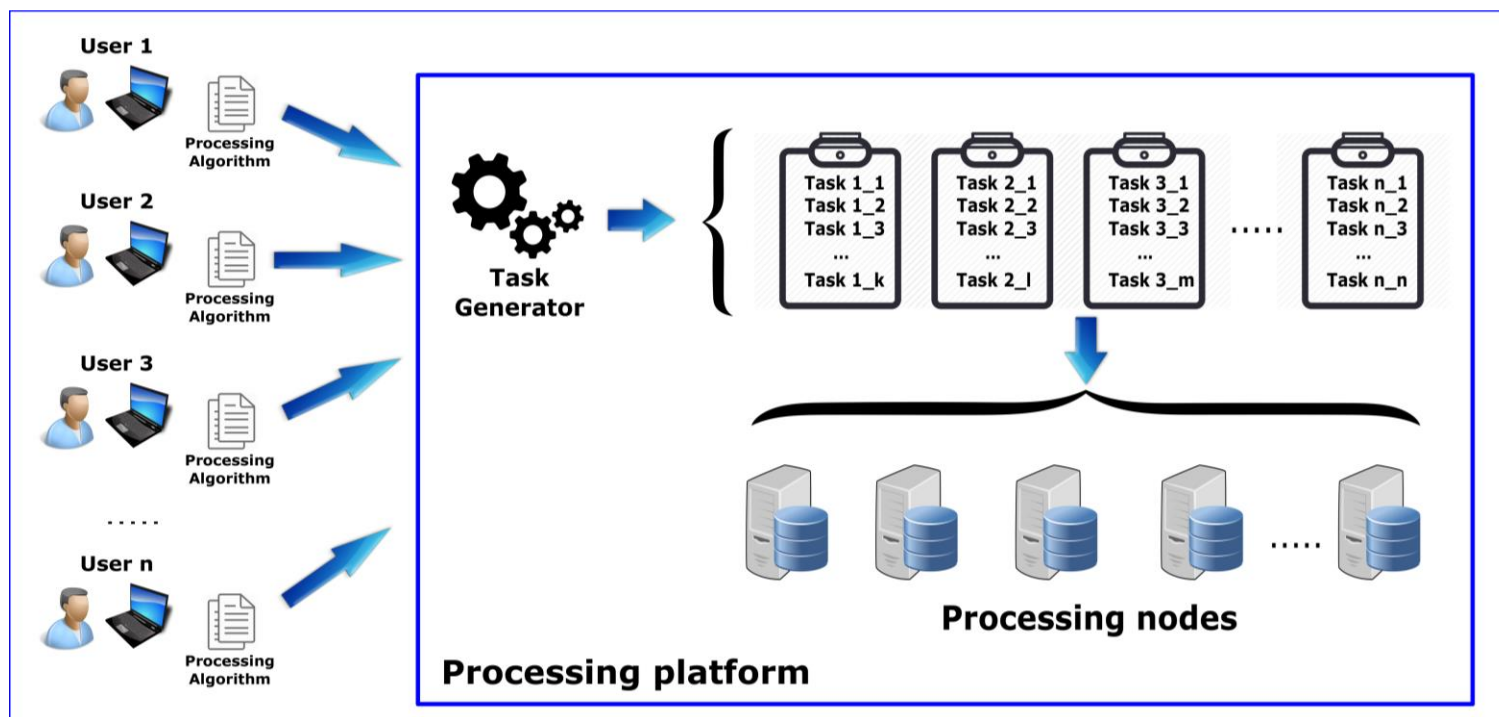 User 1
Processing
Algorithm
User 2
Processing
Algorithm
User 3
Processing
Algorithm
.....
User n
Processing
Algorithm
Task
Generator
Task 1_1
Task 1_2
Task 1_3
...
Task 1_k
Task 2_1
Task 2_2
Task 2_3
...
Task 2_l
Task 3_1
Task 3_2
Task 3_3
...
Task 3_m
.....
Task n_1
Task n_2
Task n_3
...
Task n_n
.....
Processing nodes
Processing platform